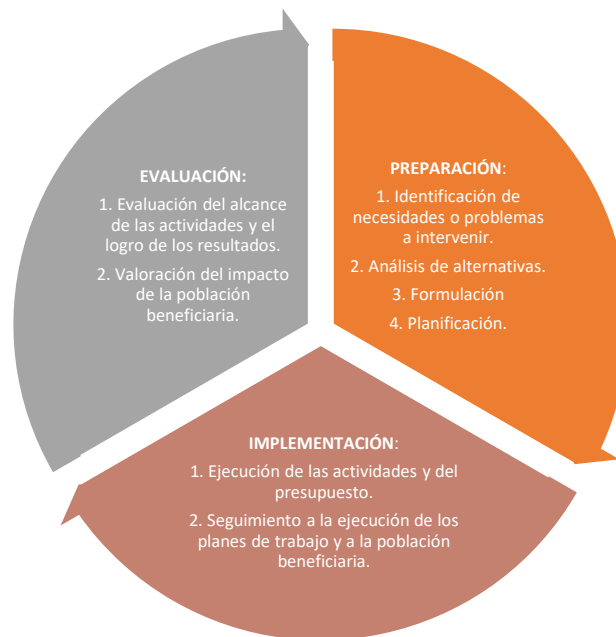 EVALUACIÓN:
1. Evaluación del alcance
de las actividades y el
logro de los resultados.
2. Valoración del impacto
de la población
beneficiaria.
PREPARACIÓN:
1. Identificación de
necesidades o problemas
a intervenir.
2. Análisis de alternativas.
3. Formulación
4. Planificación.
IMPLEMENTACIÓN:
1. Ejecución de las actividades y del
presupuesto.
2. Seguimiento a la ejecución de los
planes de trabajo y a la población
beneficiaria.